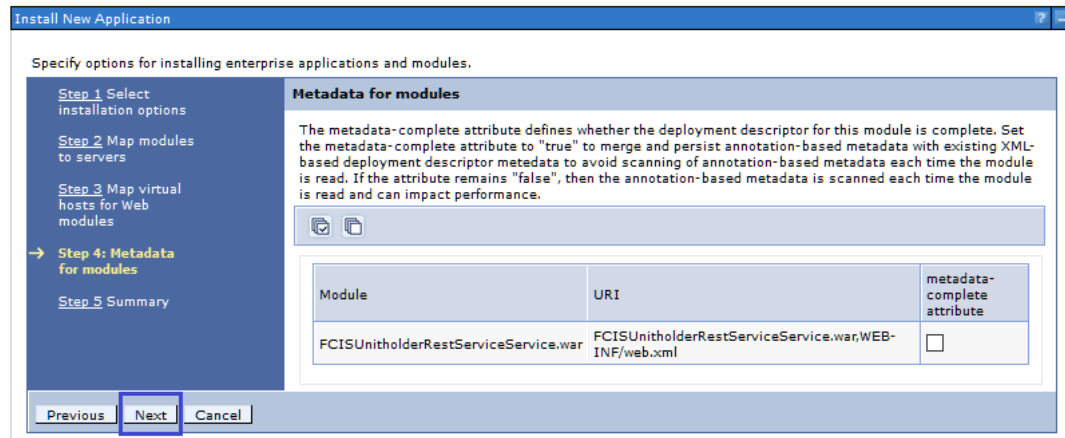 Install New Application
?
Specify options for installing enterprise applications and modules.
Step 1 Select
installation options
Step 2 Map modules
to servers
Step 3 Map virtual
hosts for Web
modules
Step 4: Metadata
for modules
Step 5 Summary
Metadata for modules
The metadata-complete attribute defines whether the deployment descriptor for this module is complete. Set
the metadata-complete attribute to "true" to merge and persist annotation-based metadata with existing XML-
based deployment descriptor metedata to avoid scanning of annotation-based metadata each time the module
is read. If the attribute remains "false", then the annotation-based metadata is scanned each time the module
is read and can impact performance.
Module
URI
metadata-
complete
attribute
FCISUnitholderRestServiceService.war
FCISUnitholderRestServiceService.war,WEB-
INF/web.xml
Previous Next Cancel